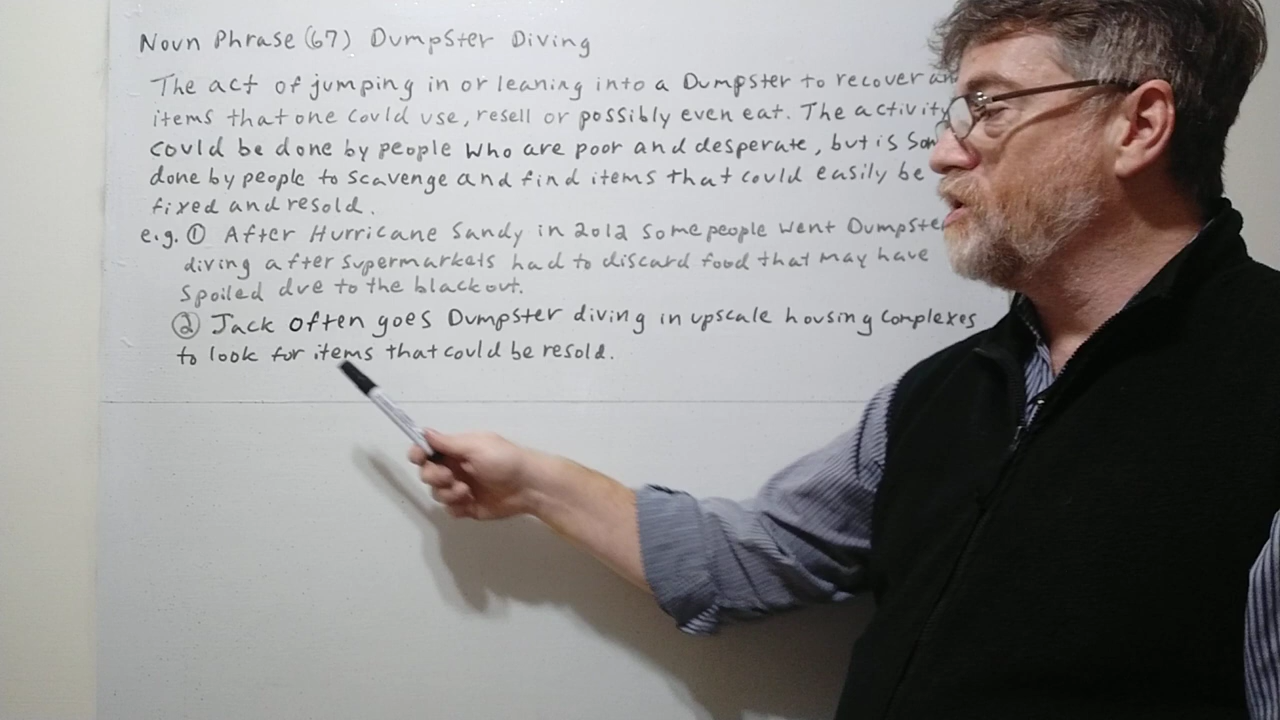 Noun Phrase (67) Dumpster Diving
The act of jumping in or leaning into a Dumpster to recover
items that one could use, resell or possibly even eat. The activity
could be done by people who are poor and desperate, but is
done by people to scavenge and find items that could easily be
fixed and resold.
e.g. ① After Hurricane Sandy in 2012 some people went Dumpster
diving after supermarkets had to discard food that may have
spoiled due to the blackout.
② Jack often goes Dumpster diving in upscale housing complexes
to look for items that could be resold.